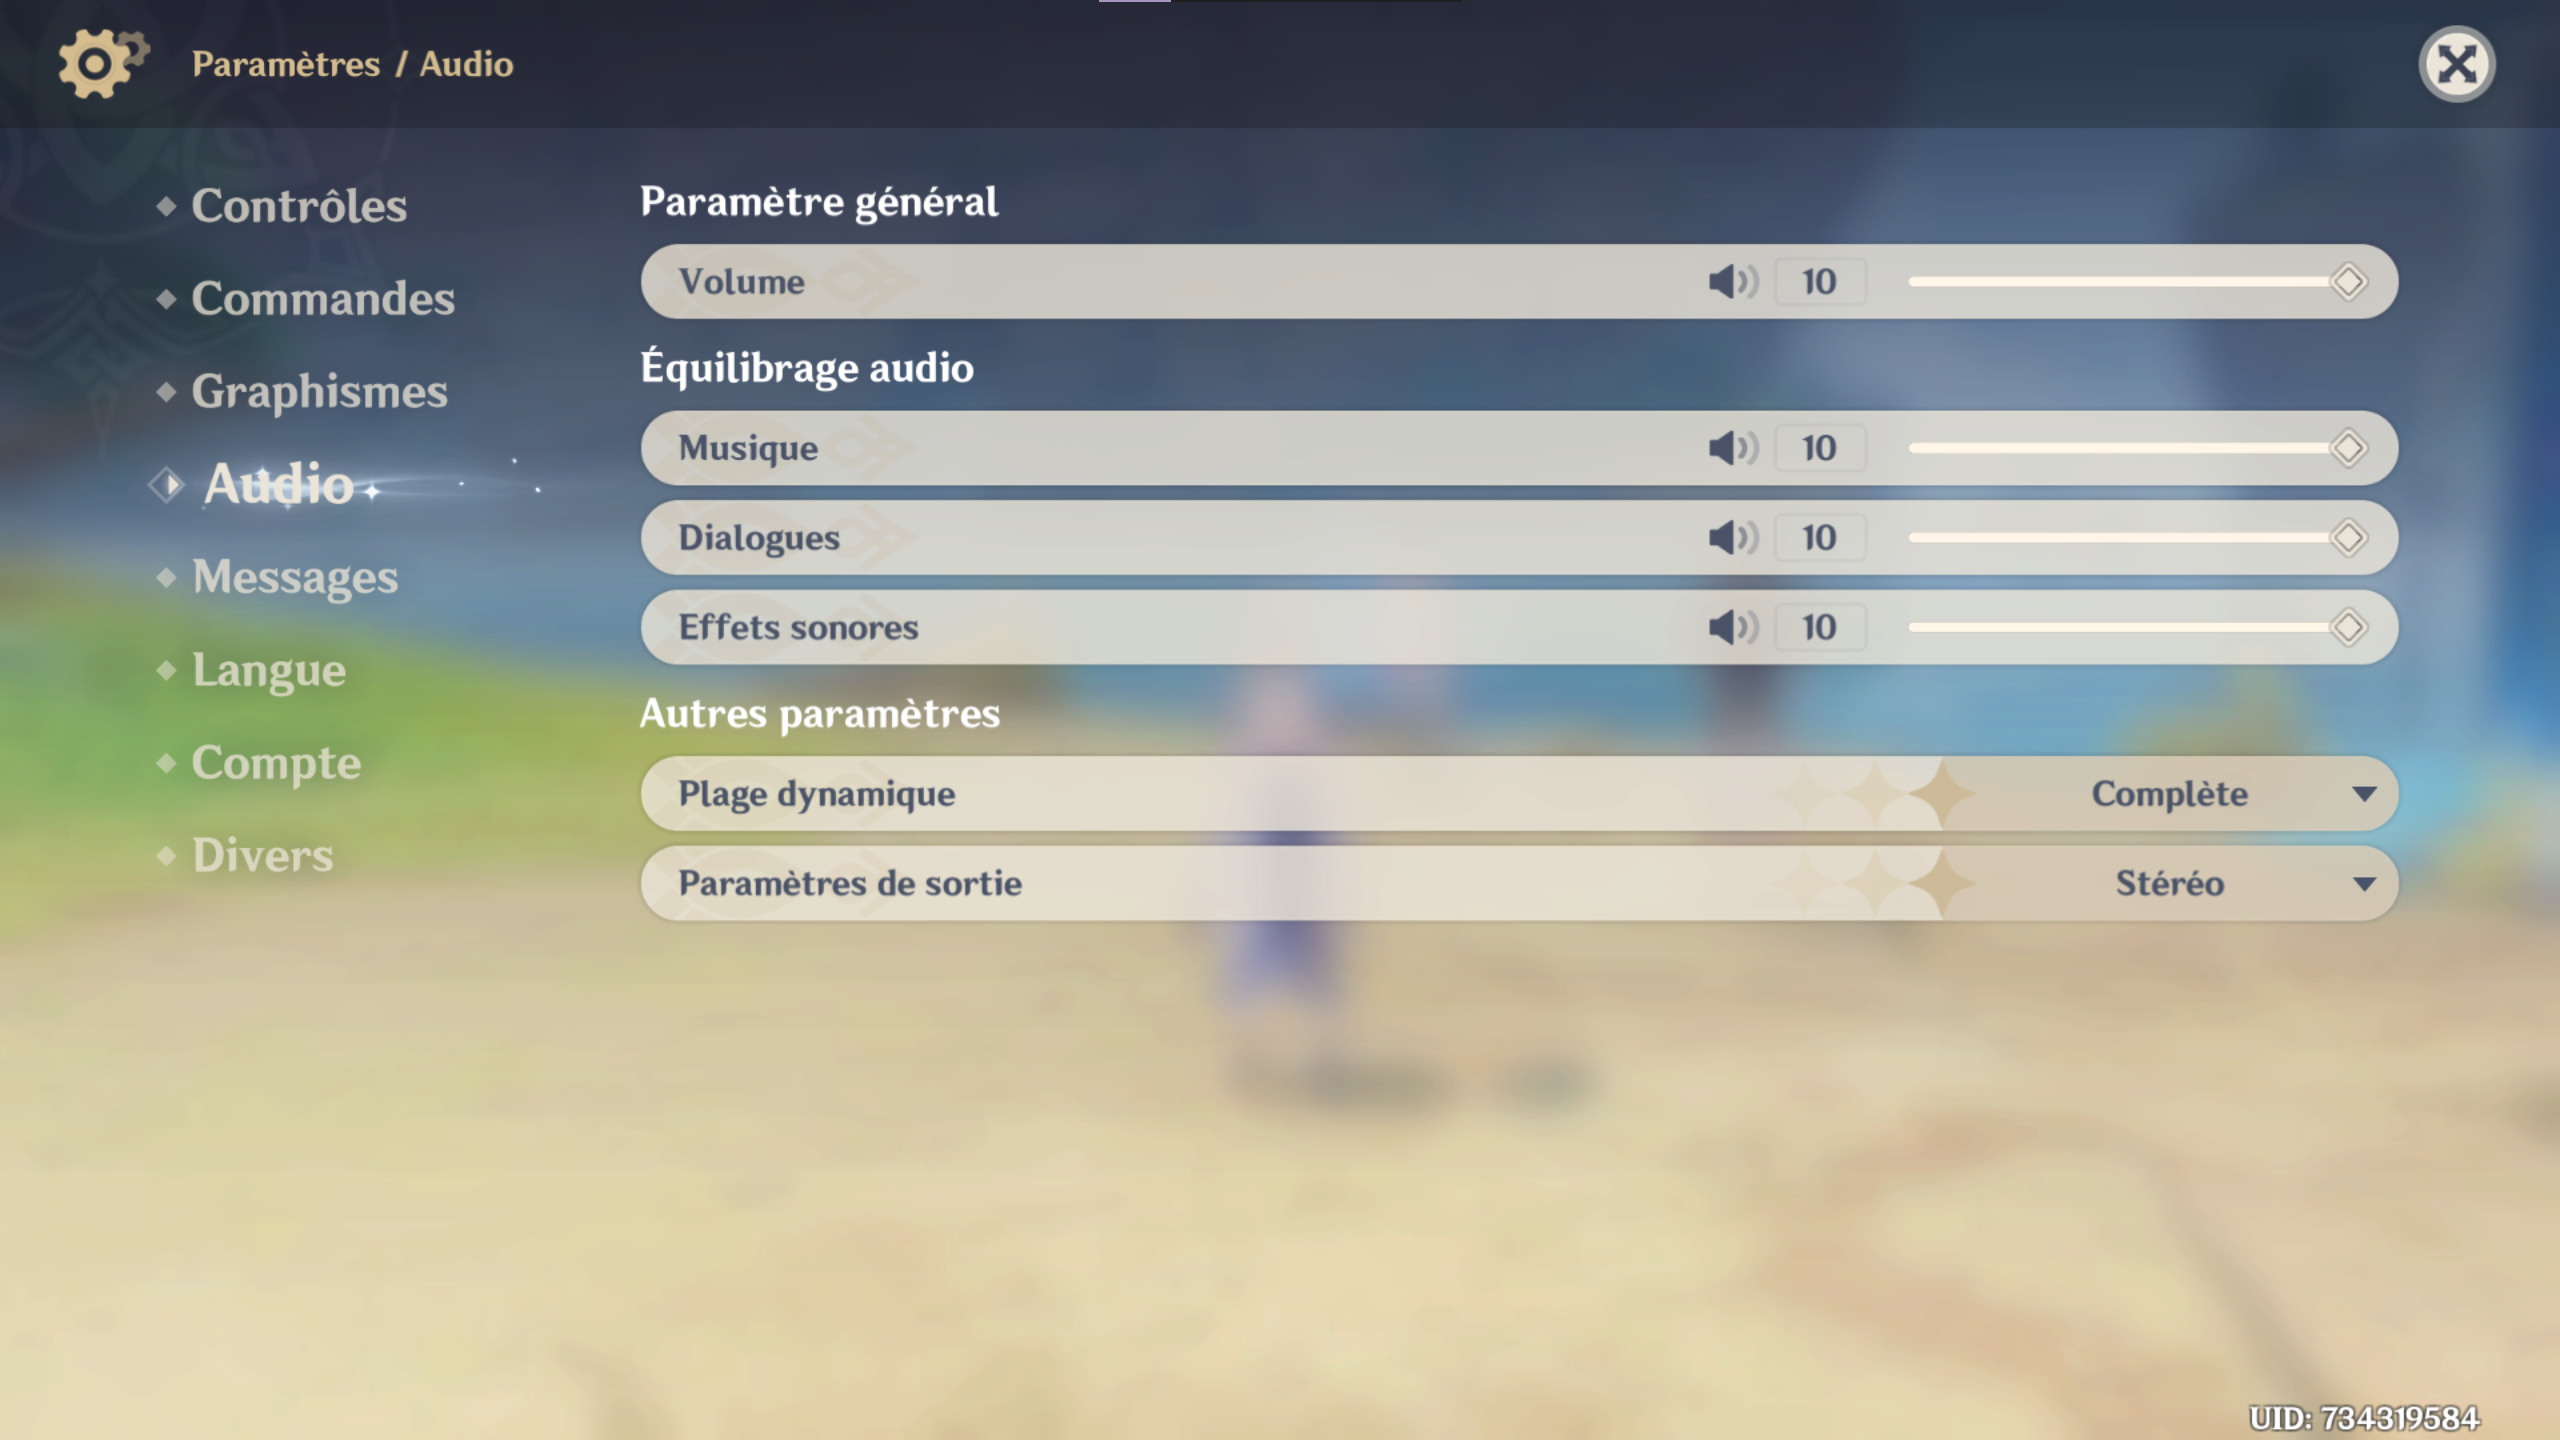 Paramètres / Audio
Contrôles
Commandes
Graphismes
Audio
Messages
Langue
Compte
Divers
Paramètre général
Volume 10
Équilibrage audio
Musique 10
Dialogues 10
Effets sonores 10
Autres paramètres
Plage dynamique Complète
Paramètres de sortie Stéréo
UID: 734319584